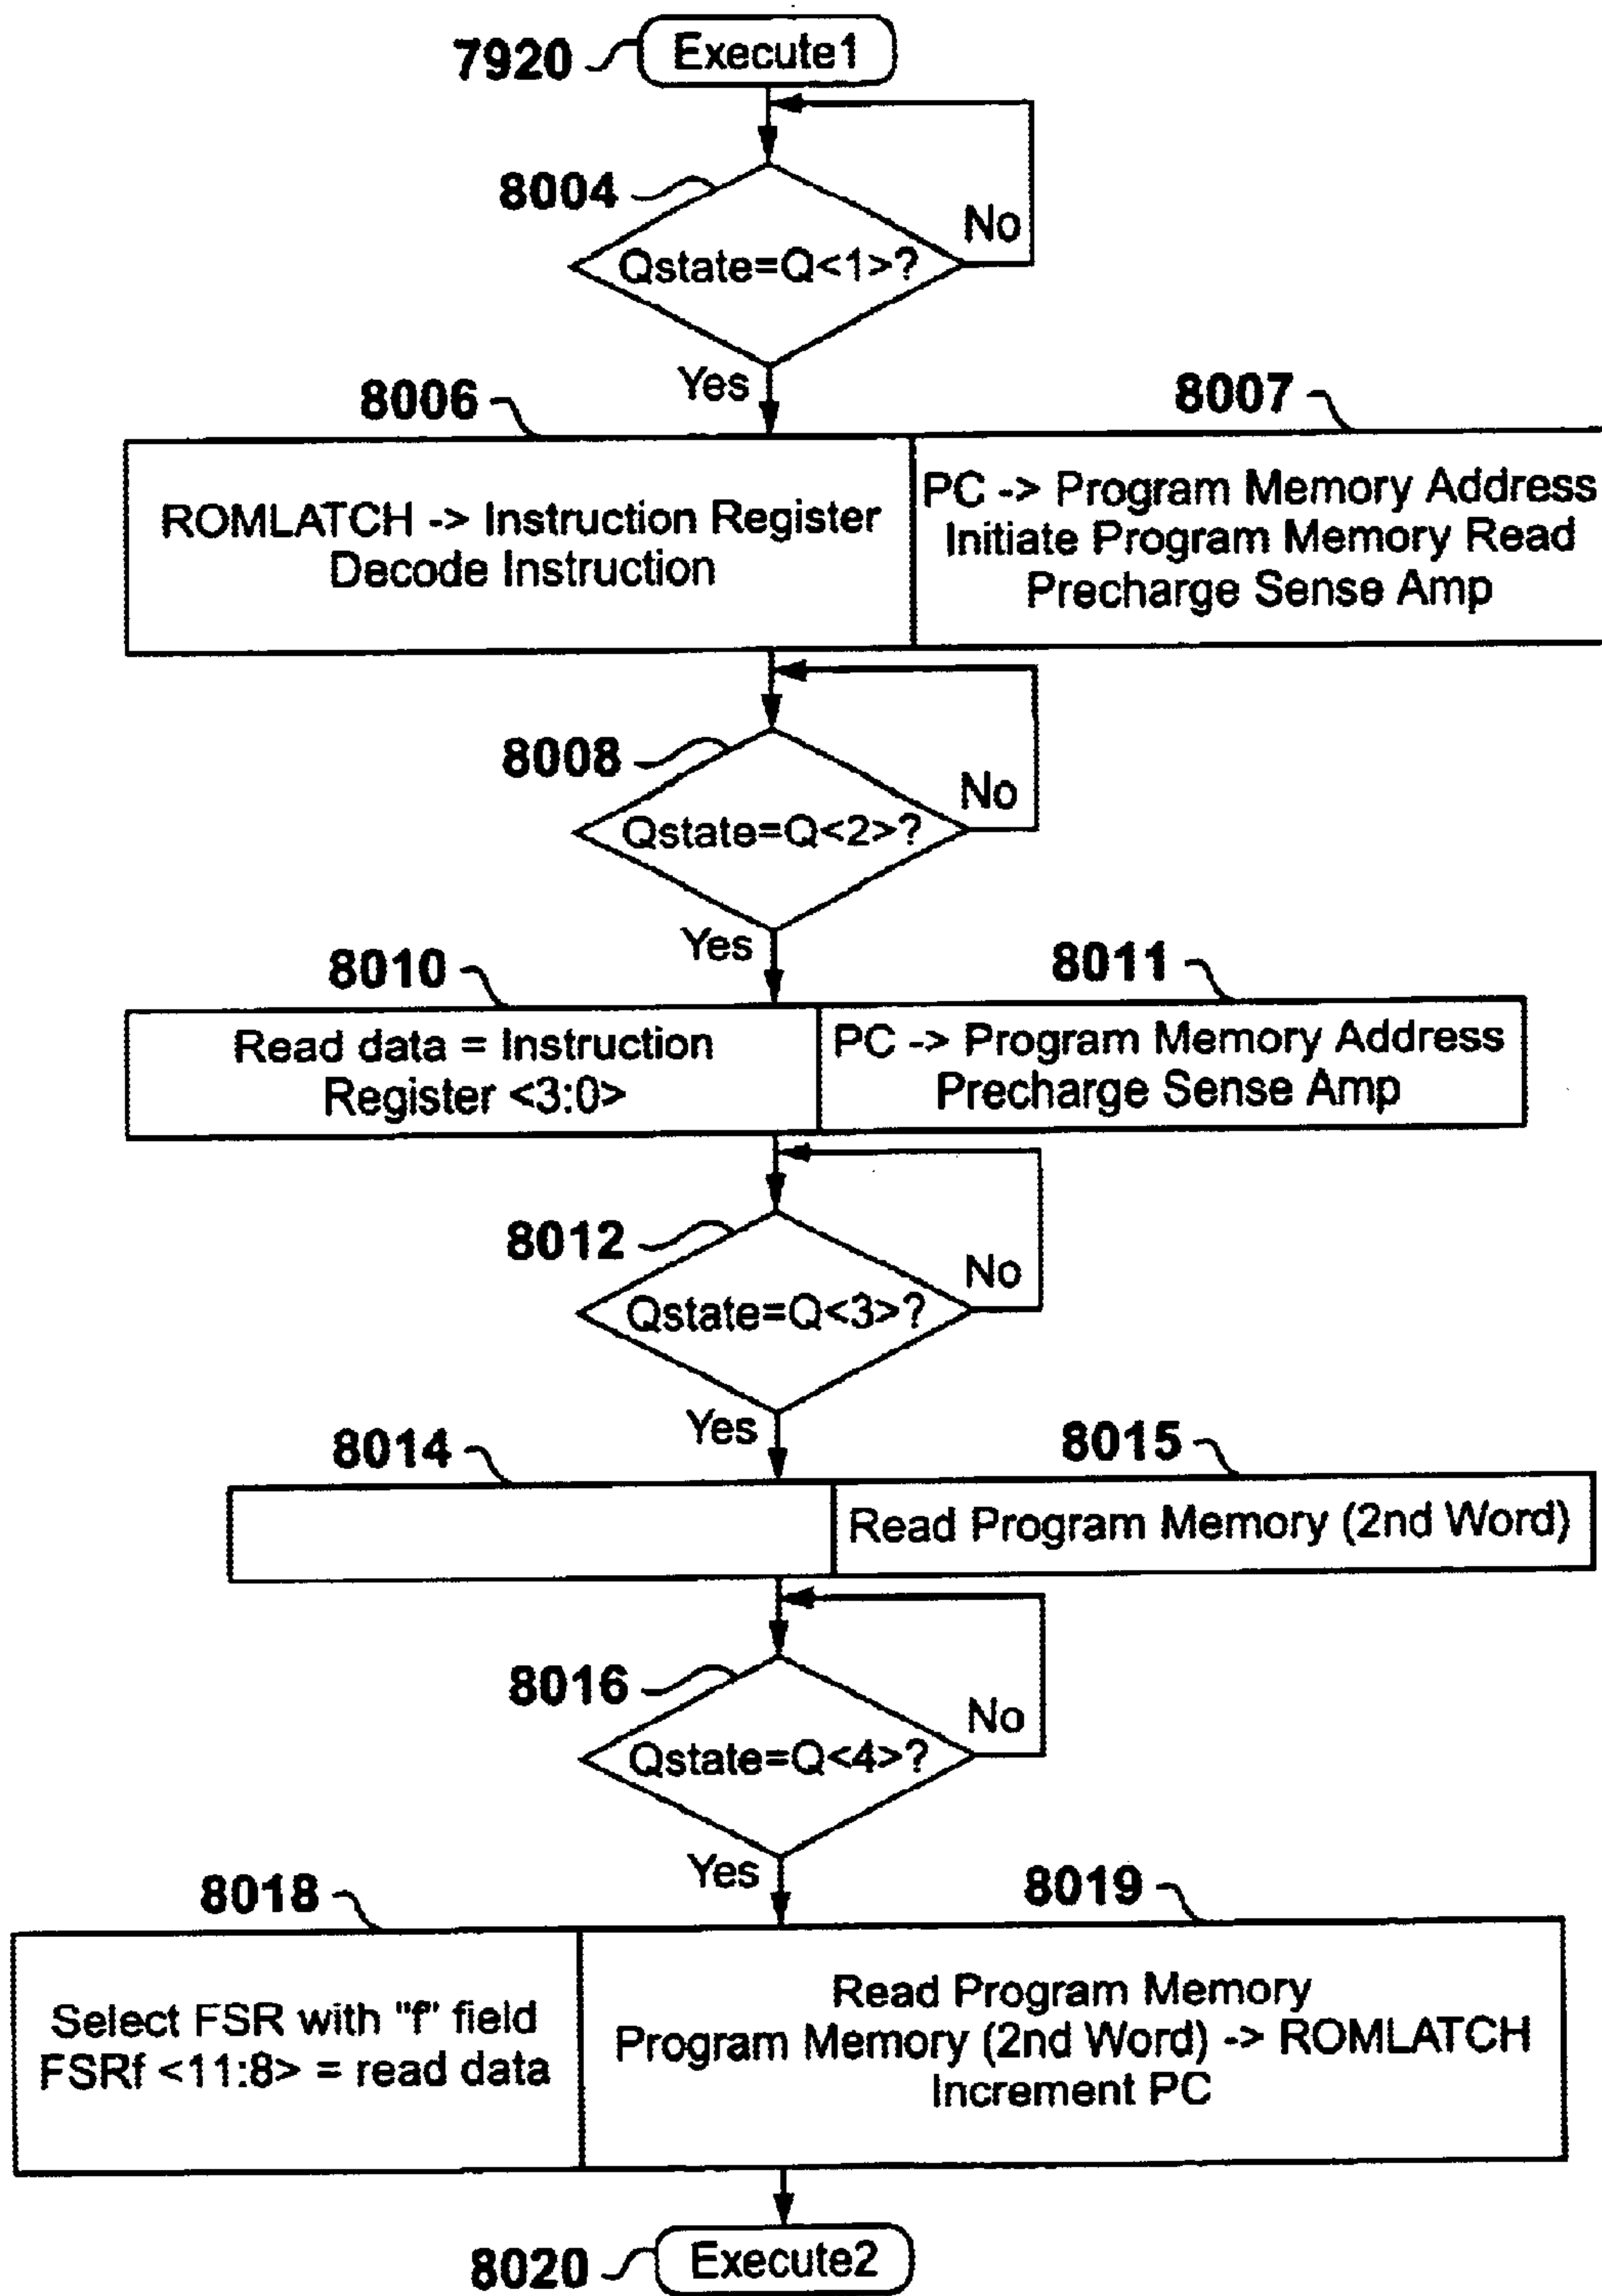 7920
Execute1
8004
No
Qstate=Q<1>?
Yes
8006
8007
ROMLATCH -> Instruction Register
Decode Instruction
PC -> Program Memory Address
Initiate Program Memory Read
Precharge Sense Amp
8008
No
Qstate=Q<2>?
Yes
8010
8011
Read data = Instruction
Register <3:0>
PC -> Program Memory Address
Precharge Sense Amp
8012
No
Qstate=Q<3>?
Yes
8014
8015
Read Program Memory (2nd Word)
8016
No
Qstate=Q<4>?
Yes
8018
8019
Select FSR with "f" field
FSRf <11:8> = read data
Read Program Memory
Program Memory (2nd Word) -> ROMLATCH
Increment PC
8020
Execute2